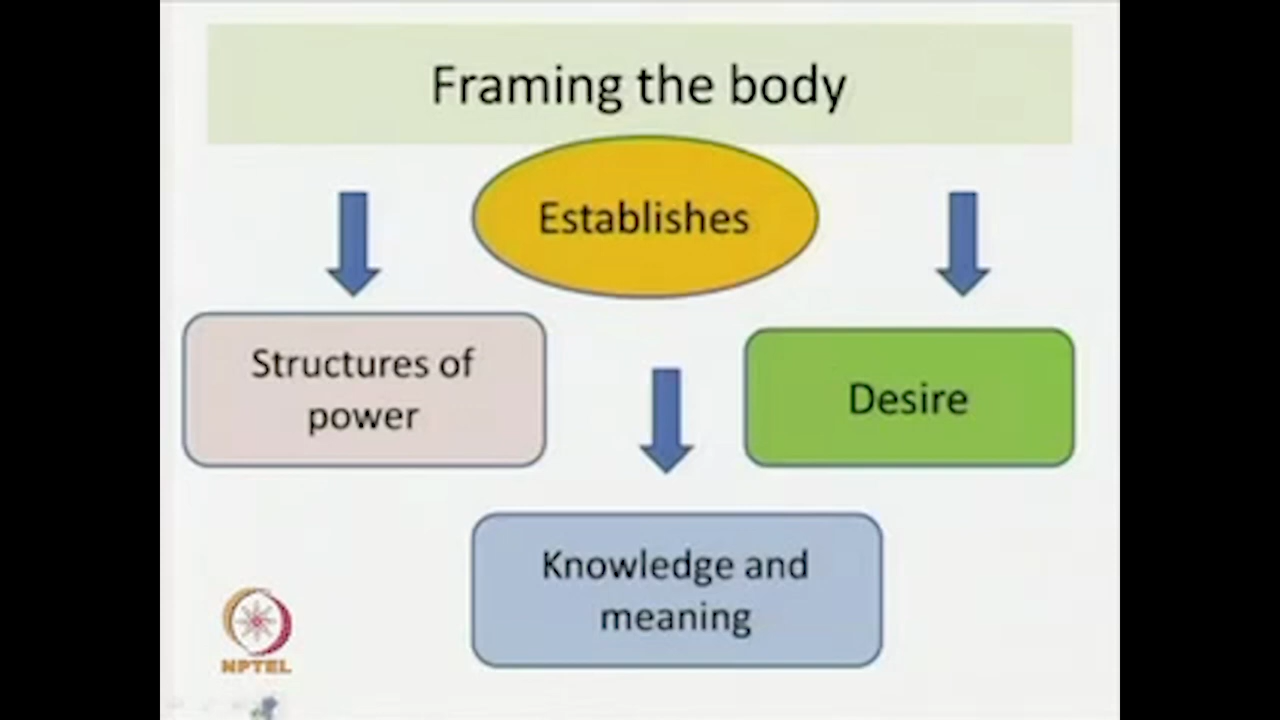 Framing the body
Establishes
Structures of
power
Desire
Knowledge and
meaning
NPTEL